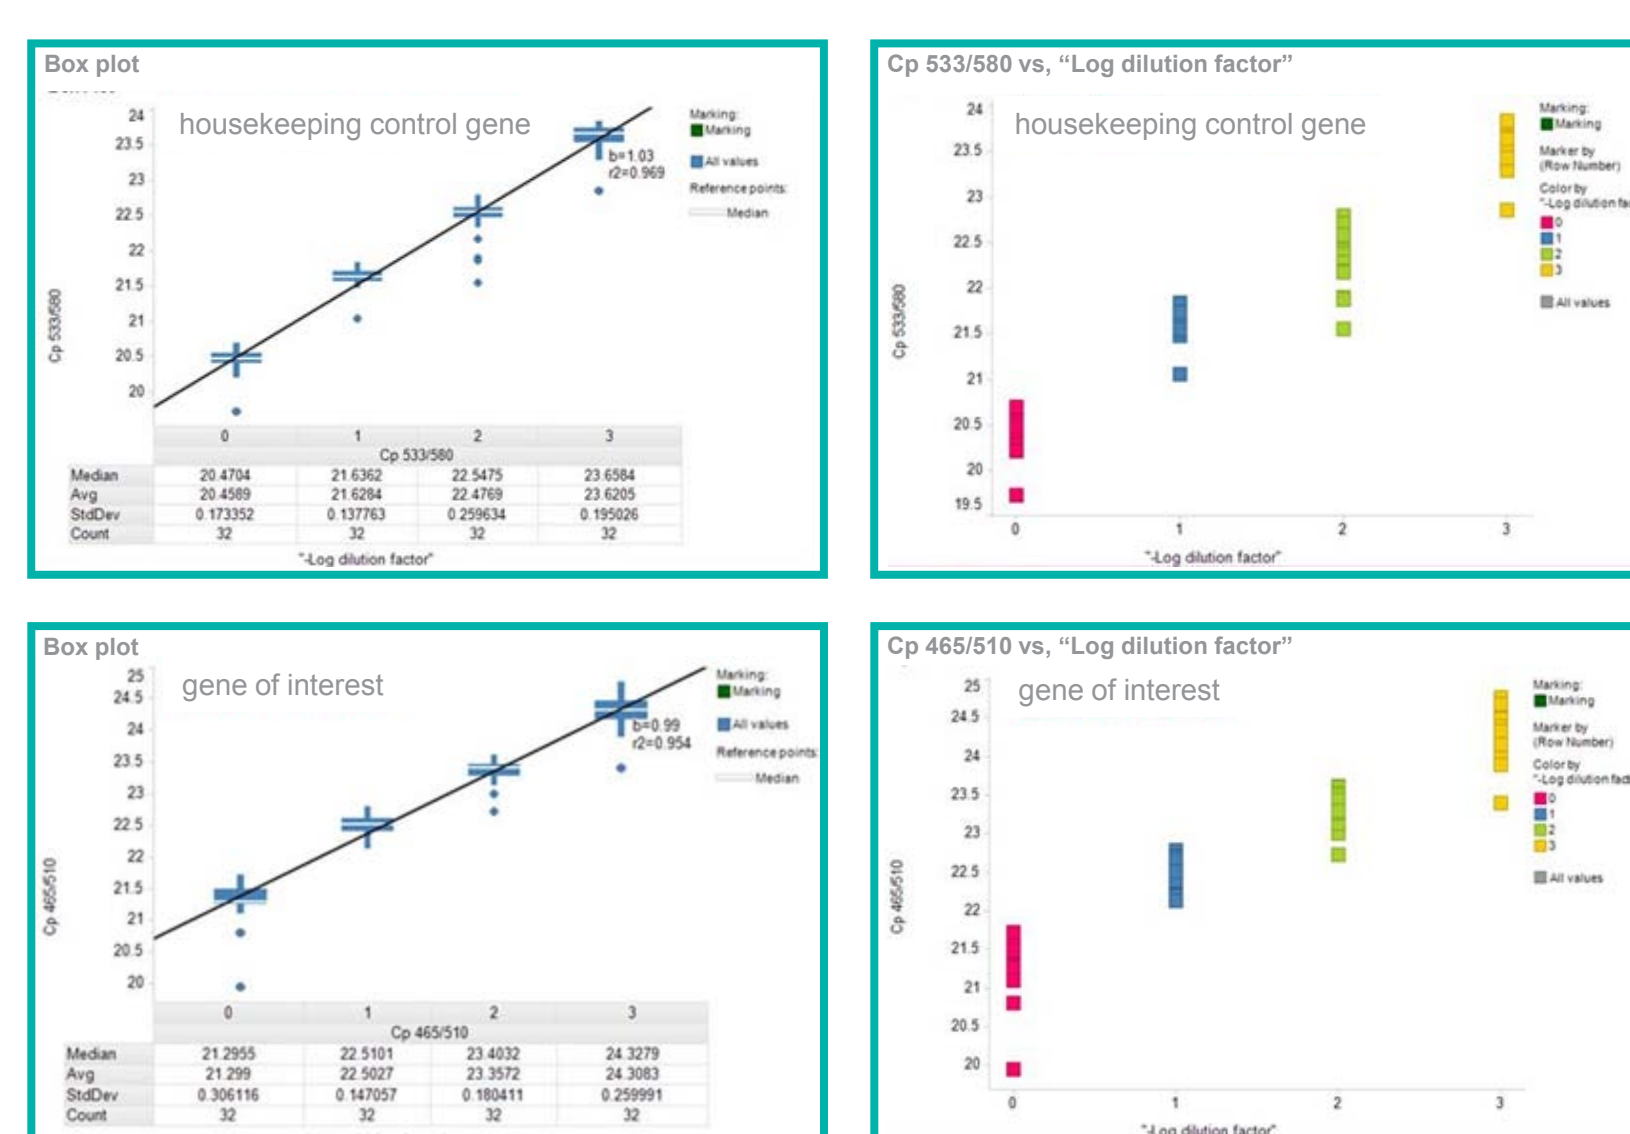 Box plot
housekeeping control gene
24
23.5
23
22.5
22
21.5
21
20.5
20
Cp 533/580
b=1.03
r2=0.969
Marking:
Marking
All values
Reference points:
Median
0 1 2 3
Cp 533/580
Median 20.4704 21.6362 22.5475 23.6584
Avg 20.4589 21.6284 22.4769 23.6205
StdDev 0.173352 0.137763 0.259634 0.195026
Count 32 32 32 32
"-Log dilution factor"
Cp 533/580 vs, “Log dilution factor”
housekeeping control gene
24
23.5
23
22.5
22
21.5
21
20.5
20
19.5
Cp 533/580
0 1 2 3
"-Log dilution factor"
Marking:
Marking
Marker by
(Row Number)
Color by
"-Log dilution fac
0
1
2
3
All values
Box plot
gene of interest
25
24.5
24
23.5
23
22.5
22
21.5
21
20.5
20
Cp 465/510
b=0.99
r2=0.954
Marking:
Marking
All values
Reference points:
Median
0 1 2 3
Cp 465/510
Median 21.2955 22.5101 23.4032 24.3279
Avg 21.299 22.5027 23.3572 24.3083
StdDev 0.306116 0.147057 0.180411 0.259991
Count 32 32 32 32
Cp 465/510 vs, “Log dilution factor”
gene of interest
25
24.5
24
23.5
23
22.5
22
21.5
21
20.5
20
Cp 465/510
0 1 2 3
"-Log dilution factor"
Marking:
Marking
Marker by
(Row Number)
Color by
"-Log dilution fact
0
1
2
3
All values